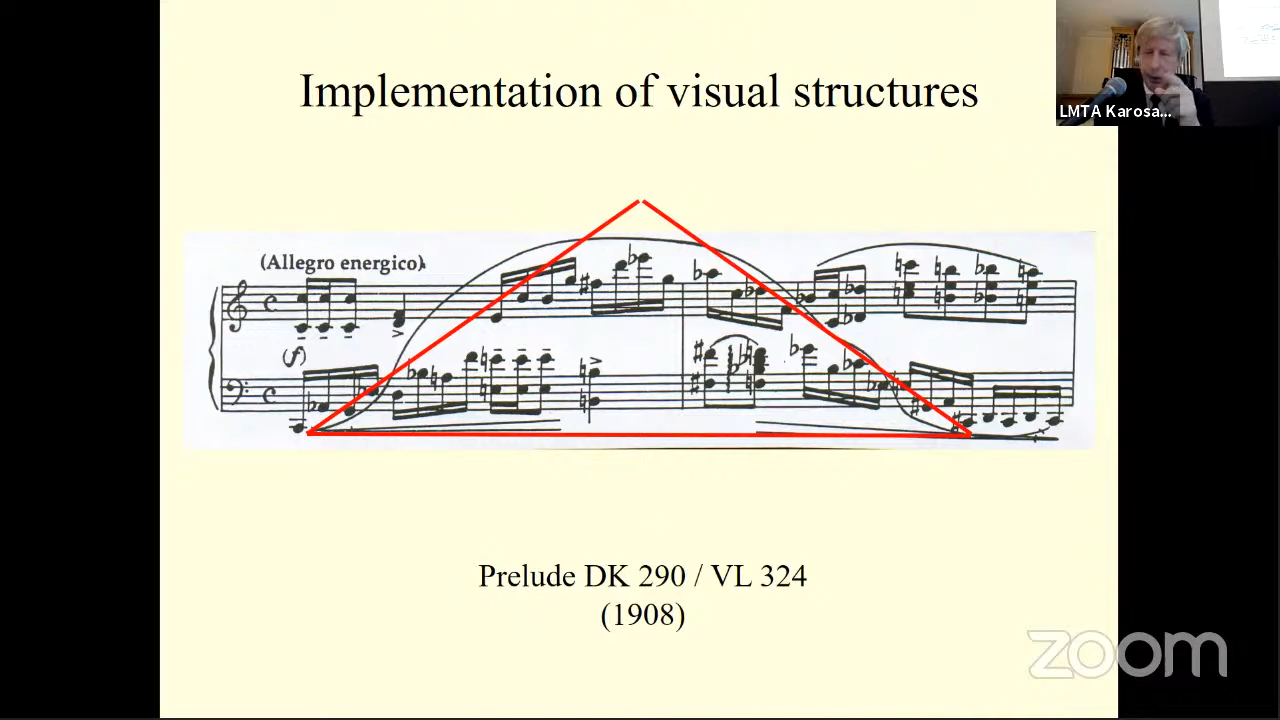 Implementation of visual structures
LMTA Karosa...
(Allegro energico)
Prelude DK 290 / VL 324
(1908)
zoom